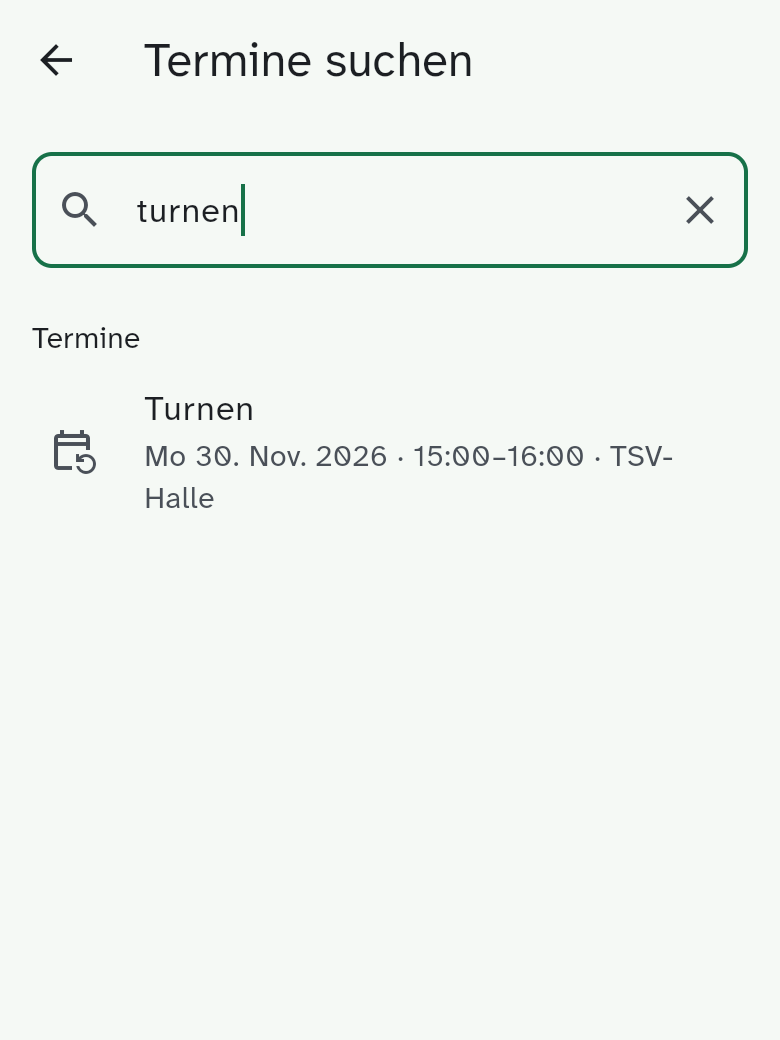 Termine suchen
turnen
Termine
Turnen
Mo 30. Nov. 2026 · 15:00–16:00 · TSV-
Halle